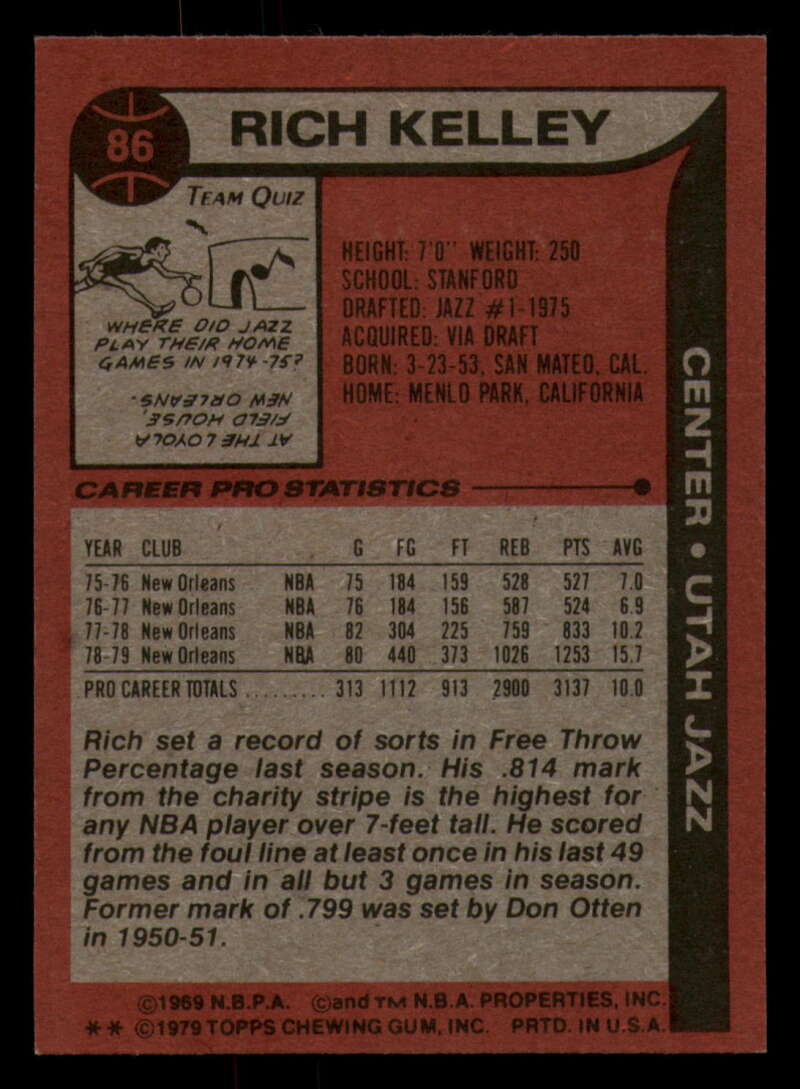 86
RICH KELLEY
TEAM QUIZ
WHERE DID JAZZ
PLAY THEIR HOME
GAMES IN 1974-75?
AT THE LOYOLA
FIELD HOUSE,
NEW ORLEANS.
HEIGHT: 7'0" WEIGHT: 250
SCHOOL: STANFORD
DRAFTED: JAZZ #1-1975
ACQUIRED: VIA DRAFT
BORN: 3-23-53, SAN MATEO, CAL.
HOME: MENLO PARK, CALIFORNIA
CENTER • UTAH JAZZ
CAREER PRO STATISTICS
YEAR CLUB G FG FT REB PTS AVG
75-76 New Orleans NBA 75 184 159 528 527 7.0
76-77 New Orleans NBA 76 184 156 587 524 6.9
77-78 New Orleans NBA 82 304 225 759 833 10.2
78-79 New Orleans NBA 80 440 373 1026 1253 15.7
PRO CAREER TOTALS .......... 313 1112 913 2900 3137 10.0
Rich set a record of sorts in Free Throw
Percentage last season. His .814 mark
from the charity stripe is the highest for
any NBA player over 7-feet tall. He scored
from the foul line at least once in his last 49
games and in all but 3 games in season.
Former mark of .799 was set by Don Otten
in 1950-51.
©1969 N.B.P.A. ©and TM N.B.A. PROPERTIES, INC.
** ©1979 TOPPS CHEWING GUM, INC. PRTD. IN U.S.A.